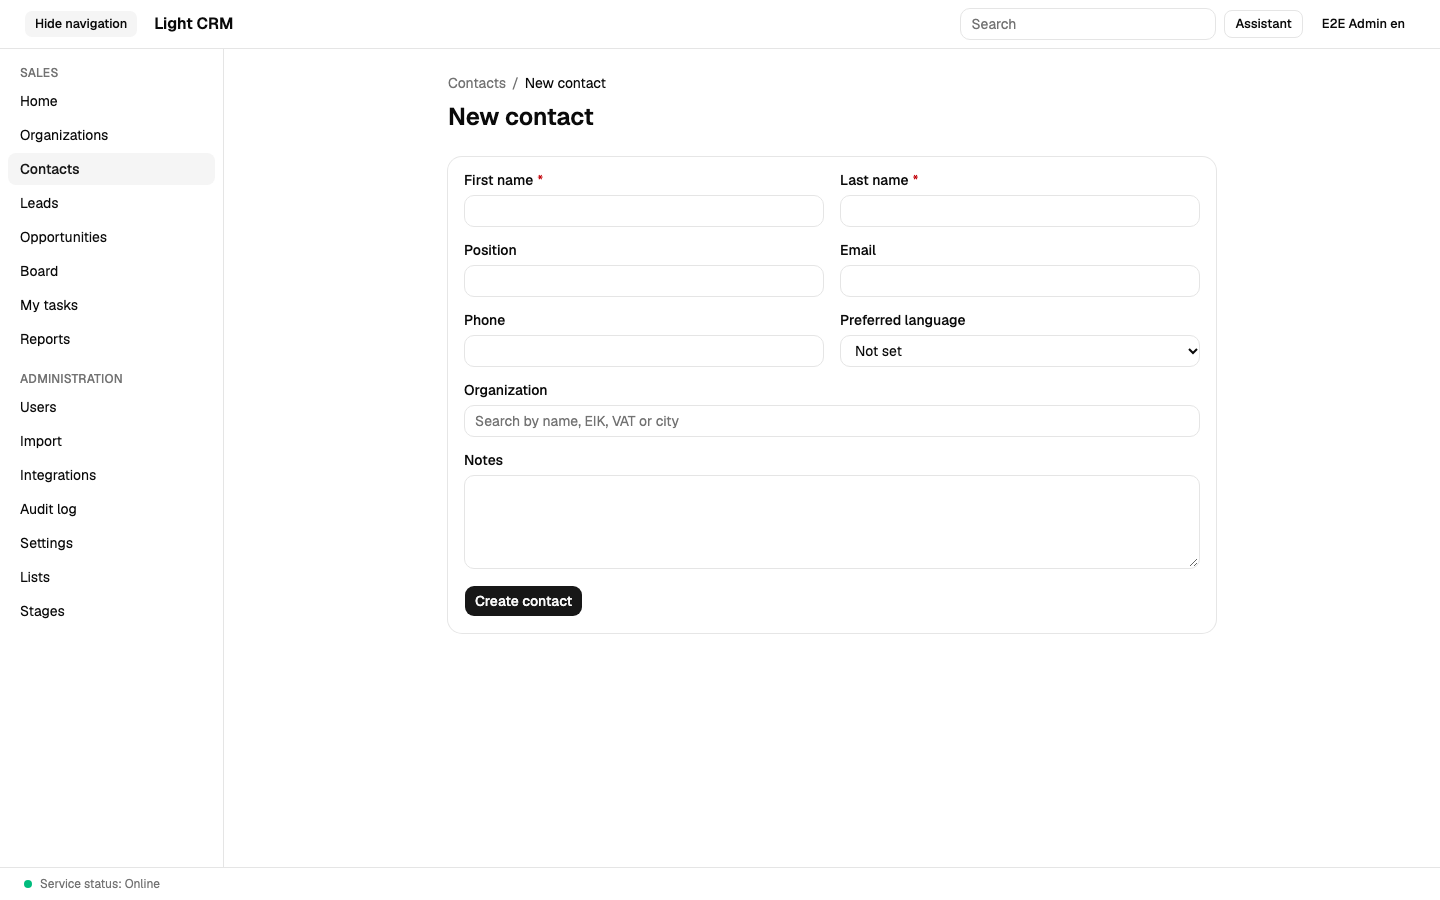 Hide navigation Light CRM Search Assistant E2E Admin en
SALES
Home
Organizations
Contacts
Leads
Opportunities
Board
My tasks
Reports
ADMINISTRATION
Users
Import
Integrations
Audit log
Settings
Lists
Stages
Contacts / New contact
New contact
First name * Last name *
Position Email
Phone Preferred language
Not set
Organization
Search by name, EIK, VAT or city
Notes
Create contact
Service status: Online